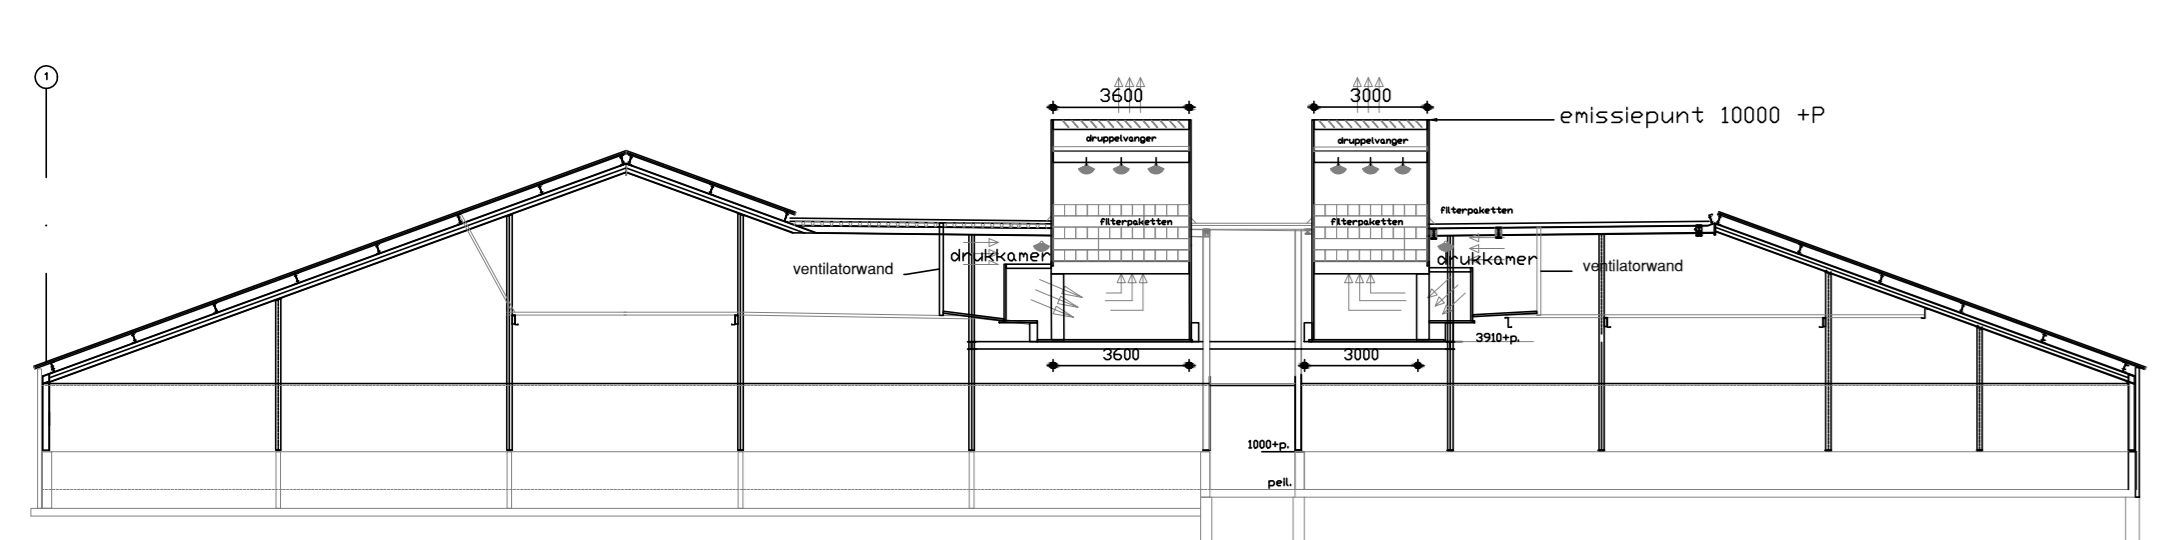 1
3600
3000
emissiepunt 10000 +P
druppelvanger
druppelvanger
filterpaketten
filterpaketten
filterpaketten
drukkamer
drukkamer
ventilatorwand
ventilatorwand
3910+p.
3600
3000
1000+p.
peil.